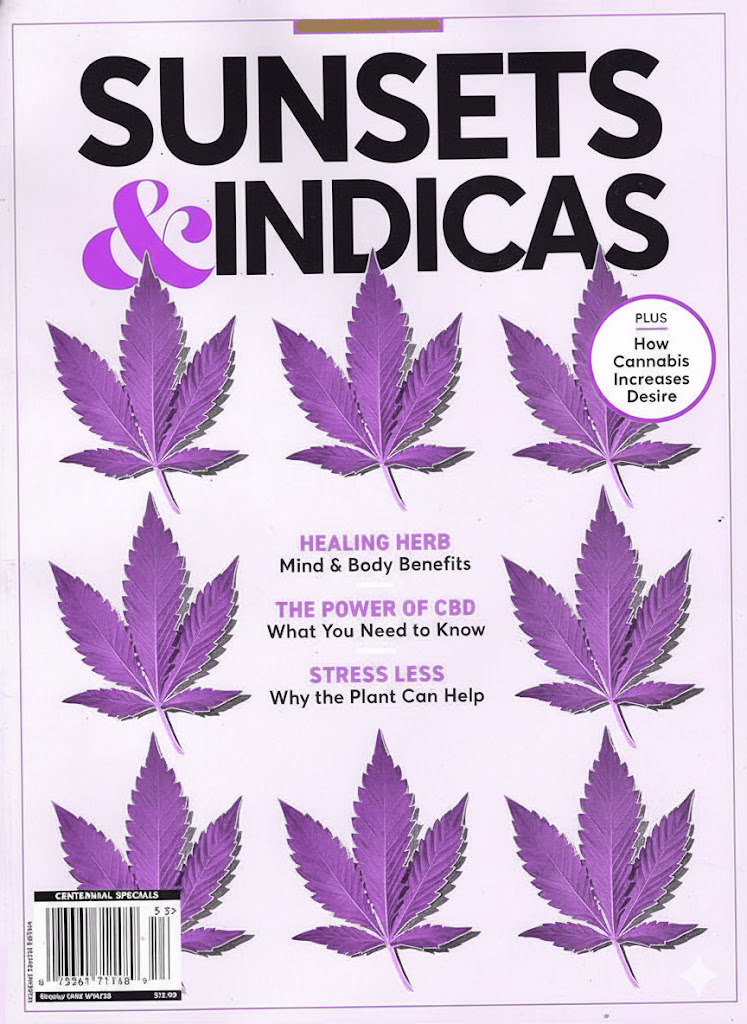 SUNSETS
& INDICAS
PLUS
How
Cannabis
Increases
Desire
HEALING HERB
Mind & Body Benefits
THE POWER OF CBD
What You Need to Know
STRESS LESS
Why the Plant Can Help
CENTENNIAL SPECIALS